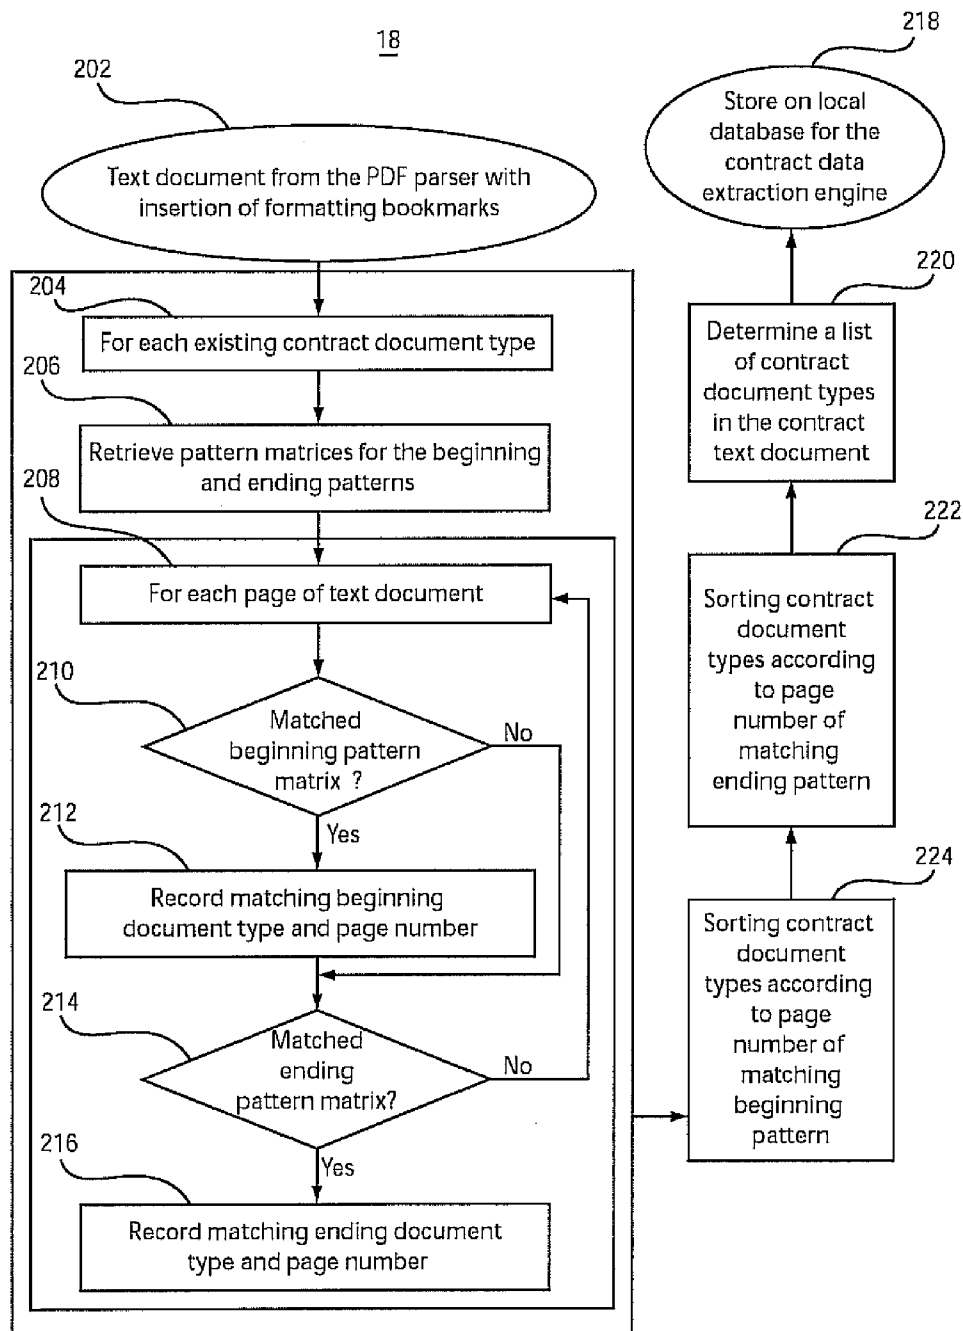 18
202
Text document from the PDF parser with
insertion of formatting bookmarks
204
For each existing contract document type
206
Retrieve pattern matrices for the beginning
and ending patterns
208
For each page of text document
210
Matched
beginning pattern
matrix ?
No
Yes
212
Record matching beginning
document type and page number
214
Matched
ending
pattern matrix?
No
Yes
216
Record matching ending document
type and page number
218
Store on local
database for the
contract data
extraction engine
220
Determine a list
of contract
document types
in the contract
text document
222
Sorting contract
document
types according
to page
number of
matching
ending pattern
224
Sorting contract
document
types according
to page
number of
matching
beginning
pattern